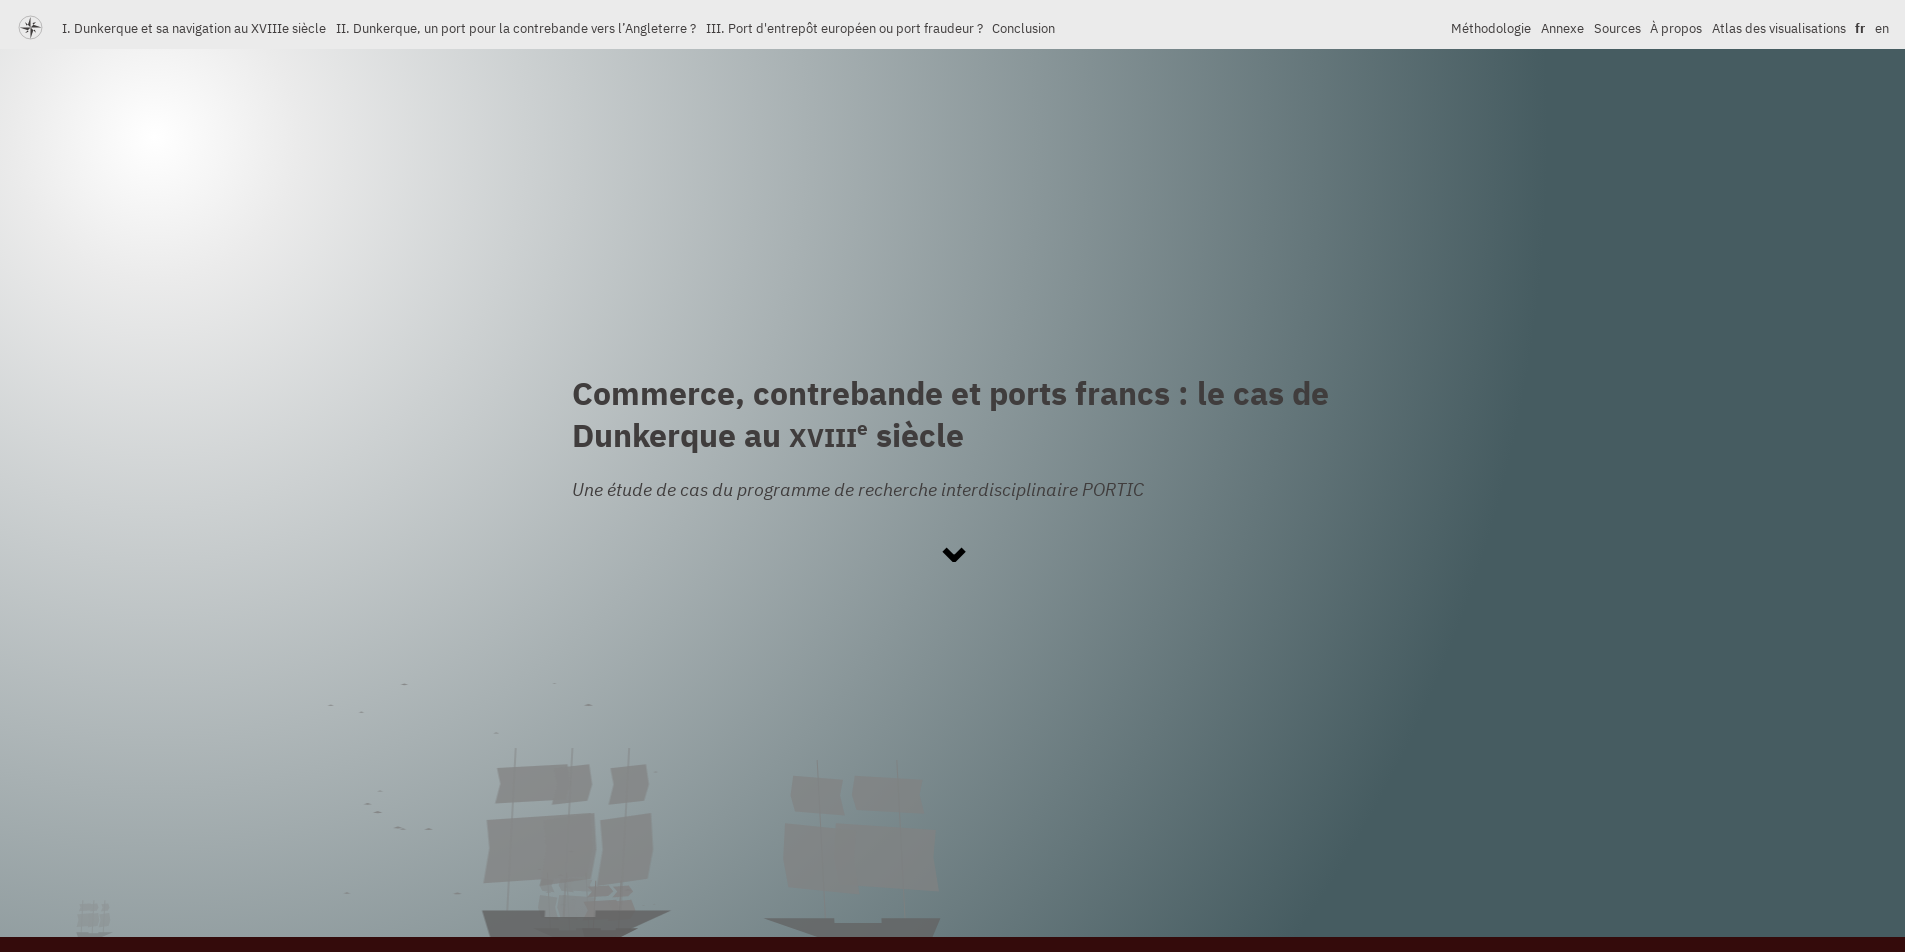 I. Dunkerque et sa navigation au XVIIIe siècle II. Dunkerque, un port pour la contrebande vers l’Angleterre ? III. Port d'entrepôt européen ou port fraudeur ? Conclusion Méthodologie Annexe Sources À propos Atlas des visualisations fr en
Commerce, contrebande et ports francs : le cas de
Dunkerque au XVIIIe siècle
Une étude de cas du programme de recherche interdisciplinaire PORTIC